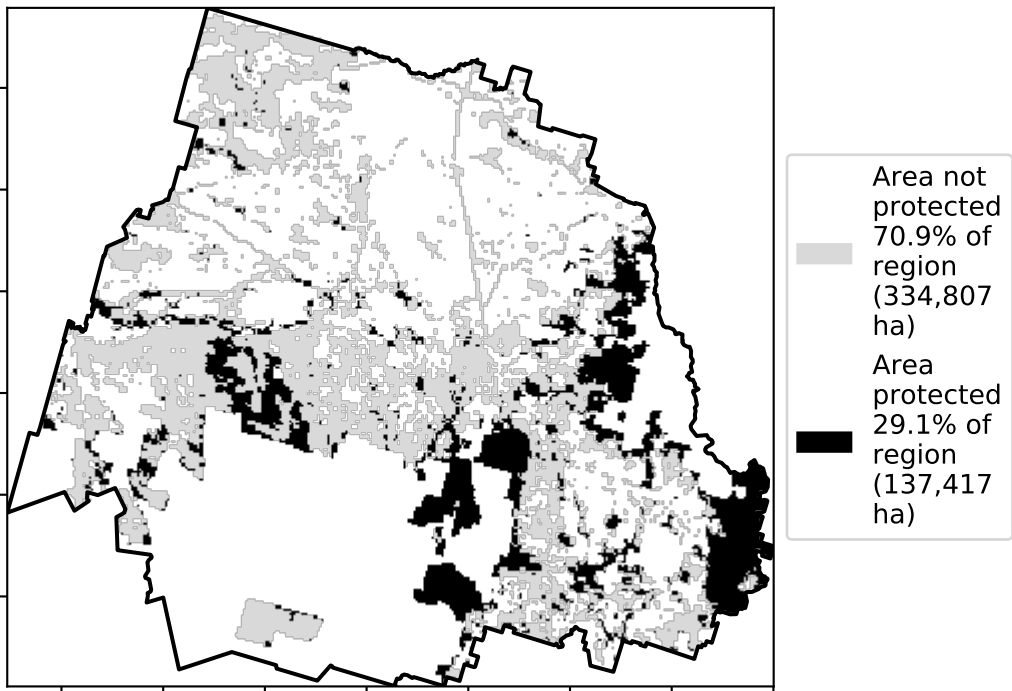 Area not
protected
70.9% of
region
(334,807
ha)
Area
protected
29.1% of
region
(137,417
ha)